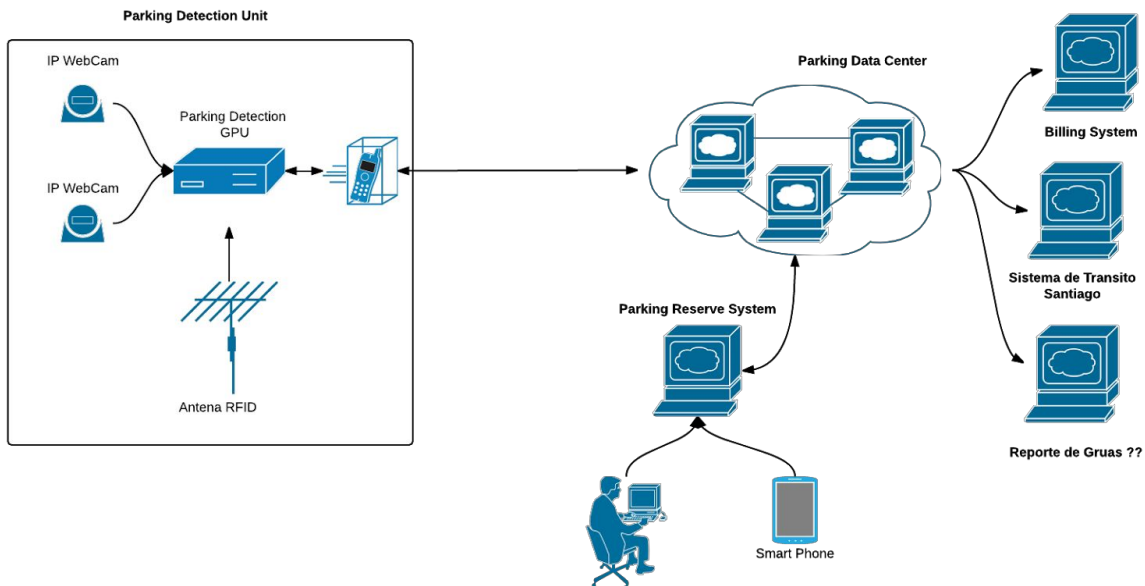 Parking Detection Unit
IP WebCam
Parking Detection
GPU
IP WebCam
Antena RFID
Parking Data Center
Billing System
Sistema de Transito
Santiago
Parking Reserve System
Reporte de Gruas ??
Smart Phone